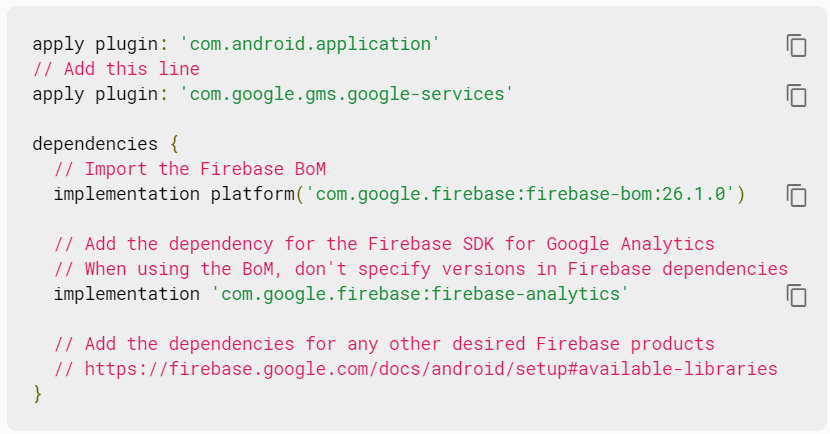 apply plugin: 'com.android.application'
// Add this line
apply plugin: 'com.google.gms.google-services'
dependencies {
// Import the Firebase BoM
implementation platform('com.google.firebase:firebase-bom:26.1.0')
// Add the dependency for the Firebase SDK for Google Analytics
// When using the BoM, don't specify versions in Firebase dependencies
implementation 'com.google.firebase:firebase-analytics'
// Add the dependencies for any other desired Firebase products
// https://firebase.google.com/docs/android/setup#available-libraries
}